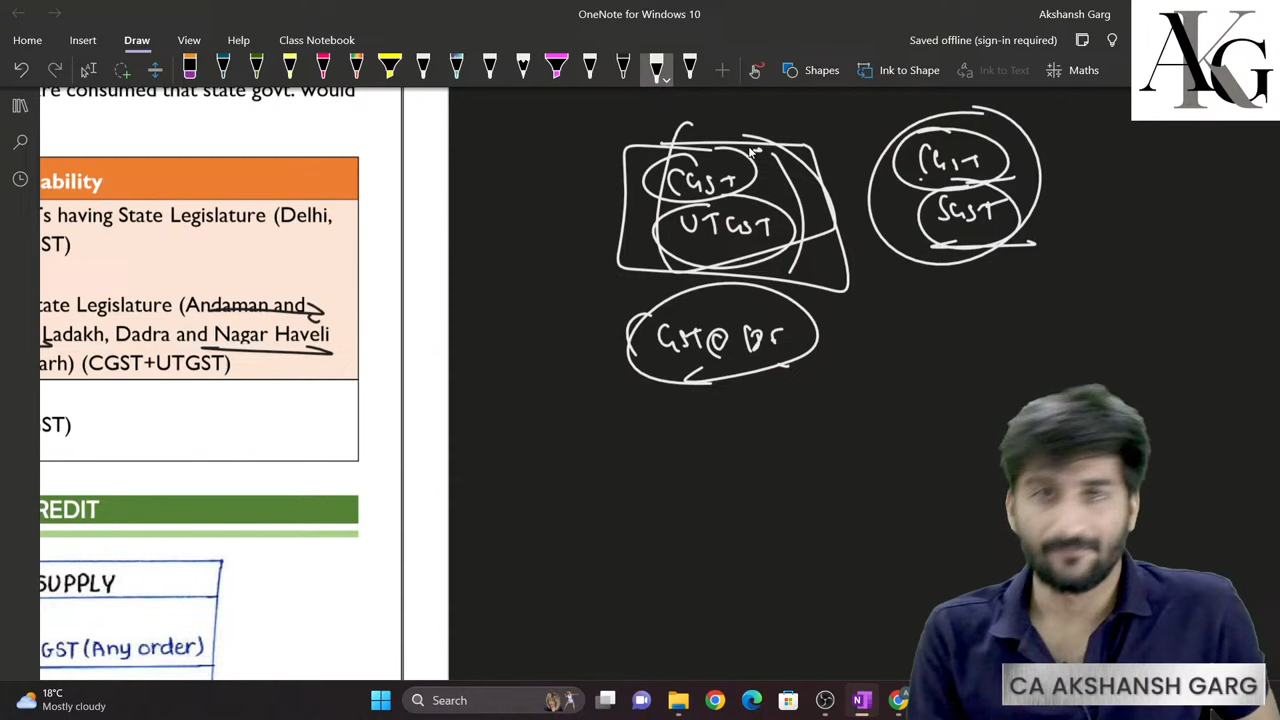 OneNote for Windows 10
Akshansh Garg
Home Insert Draw View Help Class Notebook
Saved offline (sign-in required)
Shapes Ink to Shape Ink to Text Maths
AKG
re consumed that state govt. would
ability
's having State Legislature (Delhi,
ST)
tate Legislature (Andaman and
Ladakh, Dadra and Nagar Haveli
arh) (CGST+UTGST)
ST)
REDIT
SUPPLY
GST (Any order)
CGST
UTGST
CGST
SGST
GST@
18°C
Mostly cloudy
Search
CA AKSHANSH GARG